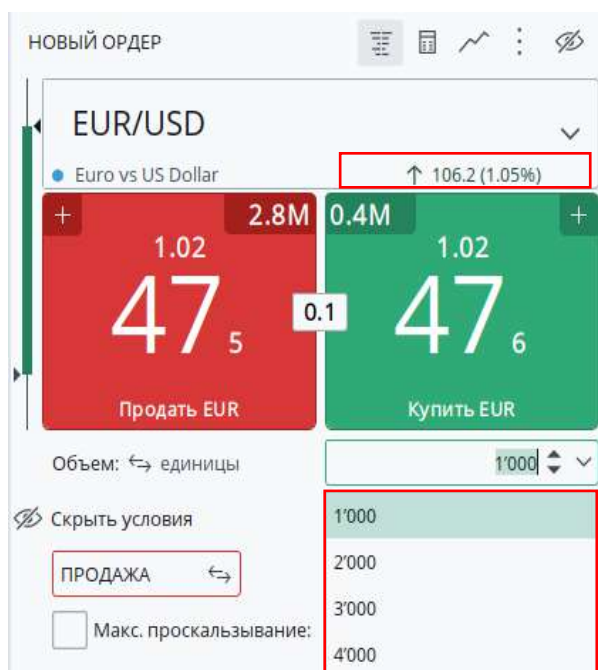 НОВЫЙ ОРДЕР
EUR/USD
Euro vs US Dollar ↑ 106.2 (1.05%)
+ 2.8M 0.4M +
1.02 1.02
47 5 0.1 47 6
Продать EUR Купить EUR
Объем: ⇆ единицы 1'000
Скрыть условия 1'000
2'000
ПРОДАЖА ⇆
3'000
Макс. проскальзывание:
4'000